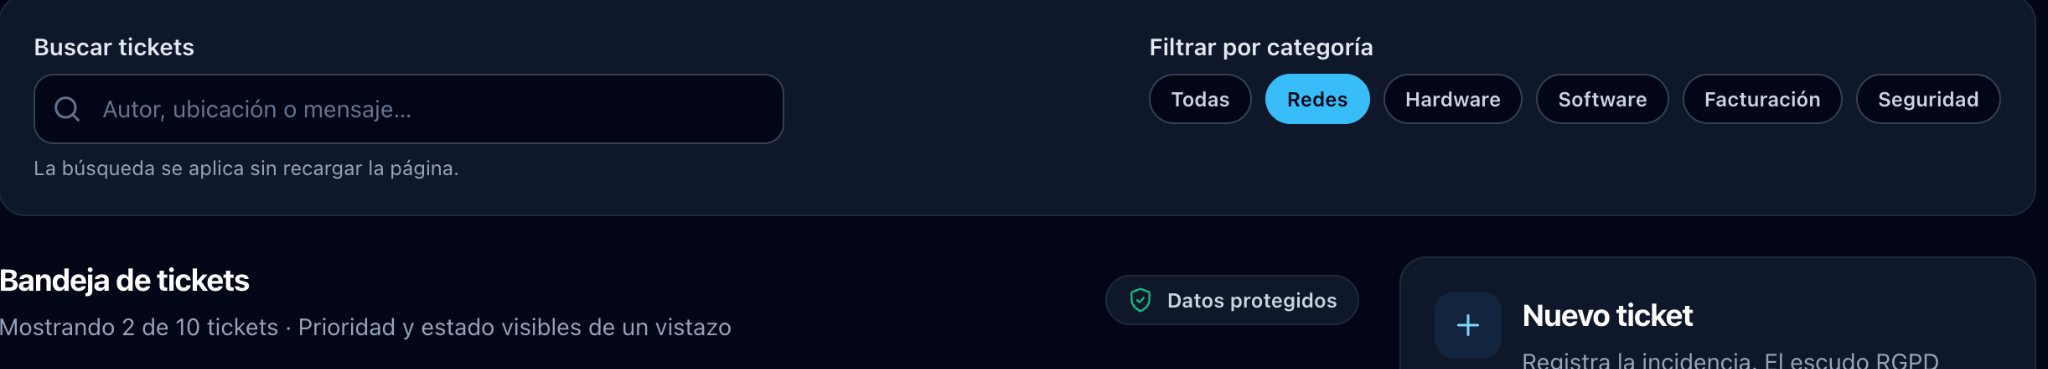 Buscar tickets
Autor, ubicación o mensaje...
La búsqueda se aplica sin recargar la página.
Filtrar por categoría
Todas
Redes
Hardware
Software
Facturación
Seguridad
Bandeja de tickets
Mostrando 2 de 10 tickets · Prioridad y estado visibles de un vistazo
Datos protegidos
Nuevo ticket
Registra la incidencia. El escudo RGPD